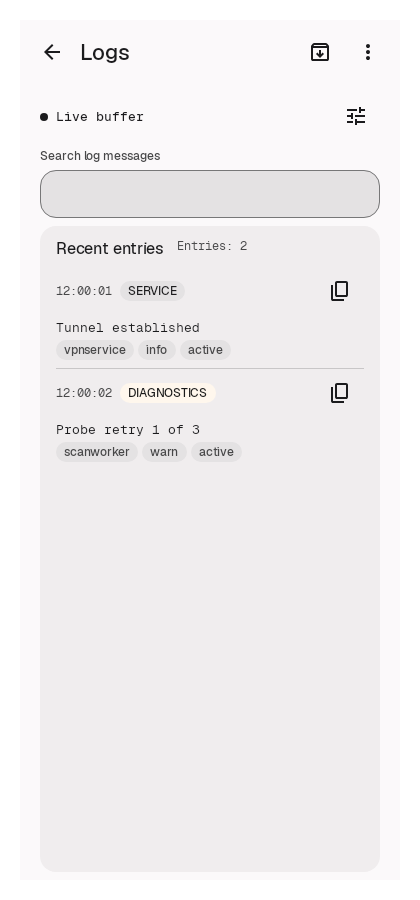 Logs
Live buffer
Search log messages
Recent entries Entries: 2
12:00:01 SERVICE
Tunnel established
vpnservice info active
12:00:02 DIAGNOSTICS
Probe retry 1 of 3
scanworker warn active